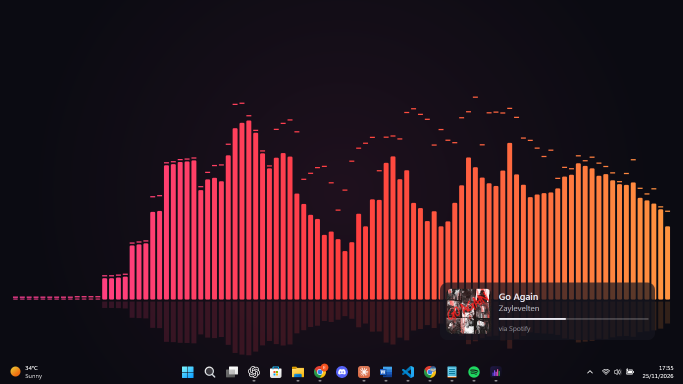 Go Again
Zaylevelten
via Spotify
34°C
Sunny
17:55
25/11/2026